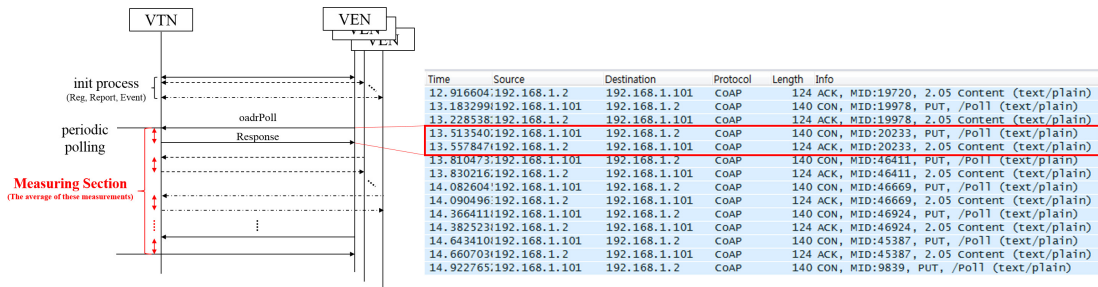 VTN
VEN
VEN
VEN
init process
(Reg, Report, Event)
oadrPoll
periodic
polling
Response
Measuring Section
(The average of these measurements)
Time Source Destination Protocol Length Info
12.916604 192.168.1.2 192.168.1.101 CoAP 124 ACK, MID:19720, 2.05 Content (text/plain)
13.183299 192.168.1.101 192.168.1.2 CoAP 140 CON, MID:19978, PUT, /Poll (text/plain)
13.228538 192.168.1.2 192.168.1.101 CoAP 124 ACK, MID:19978, 2.05 Content (text/plain)
13.513540 192.168.1.101 192.168.1.2 CoAP 140 CON, MID:20233, PUT, /Poll (text/plain)
13.557847 192.168.1.2 192.168.1.101 CoAP 124 ACK, MID:20233, 2.05 Content (text/plain)
13.810473 192.168.1.101 192.168.1.2 CoAP 140 CON, MID:46411, PUT, /Poll (text/plain)
13.830216 192.168.1.2 192.168.1.101 CoAP 124 ACK, MID:46411, 2.05 Content (text/plain)
14.082604 192.168.1.101 192.168.1.2 CoAP 140 CON, MID:46669, PUT, /Poll (text/plain)
14.090496 192.168.1.2 192.168.1.101 CoAP 124 ACK, MID:46669, 2.05 Content (text/plain)
14.366411 192.168.1.101 192.168.1.2 CoAP 140 CON, MID:46924, PUT, /Poll (text/plain)
14.382523 192.168.1.2 192.168.1.101 CoAP 124 ACK, MID:46924, 2.05 Content (text/plain)
14.643410 192.168.1.101 192.168.1.2 CoAP 140 CON, MID:45387, PUT, /Poll (text/plain)
14.660703 192.168.1.2 192.168.1.101 CoAP 124 ACK, MID:45387, 2.05 Content (text/plain)
14.922765 192.168.1.101 192.168.1.2 CoAP 140 CON, MID:9839, PUT, /Poll (text/plain)